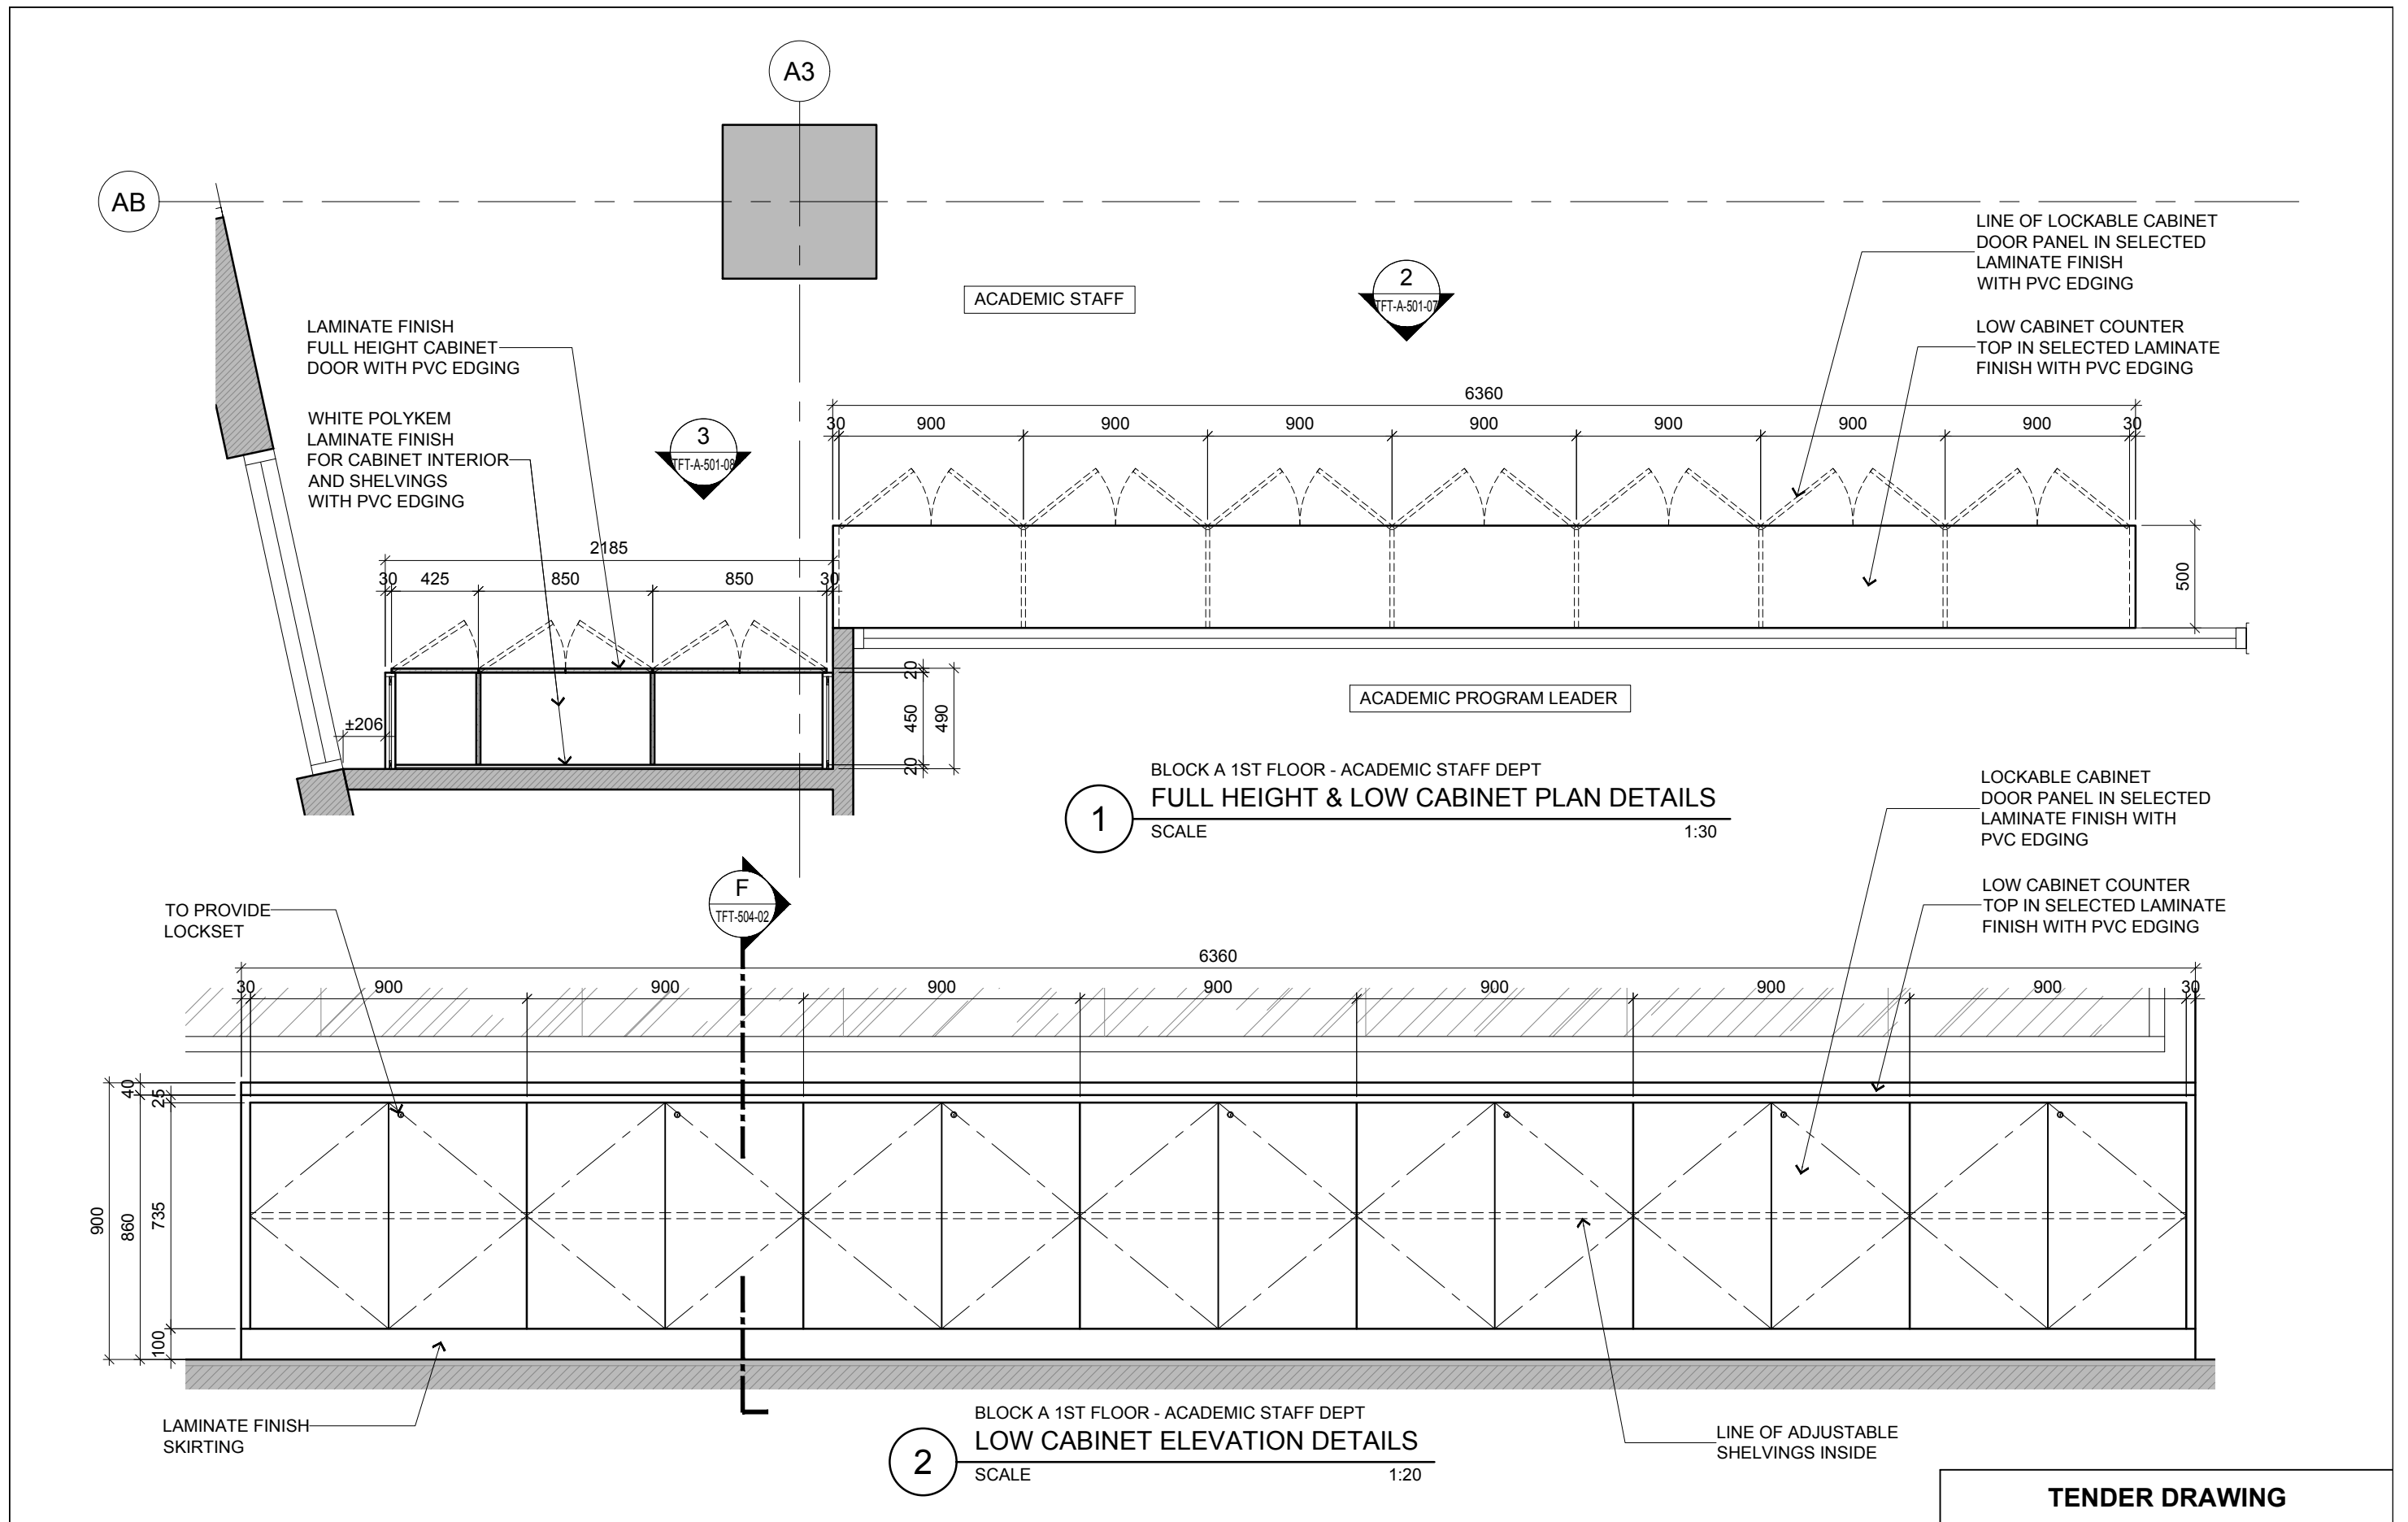 A3
AB
ACADEMIC STAFF
2
TFT-A-501-07
LINE OF LOCKABLE CABINET
DOOR PANEL IN SELECTED
LAMINATE FINISH
WITH PVC EDGING
LOW CABINET COUNTER
TOP IN SELECTED LAMINATE
FINISH WITH PVC EDGING
LAMINATE FINISH
FULL HEIGHT CABINET
DOOR WITH PVC EDGING
WHITE POLYKEM
LAMINATE FINISH
FOR CABINET INTERIOR
AND SHELVINGS
WITH PVC EDGING
3
TFT-A-501-08
6360
30 900 900 900 900 900 900 900 30
500
2185
30 425 850 850 30
±206
20
450
20
490
ACADEMIC PROGRAM LEADER
1
BLOCK A 1ST FLOOR - ACADEMIC STAFF DEPT
FULL HEIGHT & LOW CABINET PLAN DETAILS
SCALE 1:30
LOCKABLE CABINET
DOOR PANEL IN SELECTED
LAMINATE FINISH WITH
PVC EDGING
LOW CABINET COUNTER
TOP IN SELECTED LAMINATE
FINISH WITH PVC EDGING
F
TFT-504-02
TO PROVIDE
LOCKSET
6360
30 900 900 900 900 900 900 900 30
40
25
735
100
860
900
LAMINATE FINISH
SKIRTING
2
BLOCK A 1ST FLOOR - ACADEMIC STAFF DEPT
LOW CABINET ELEVATION DETAILS
SCALE 1:20
LINE OF ADJUSTABLE
SHELVINGS INSIDE
TENDER DRAWING